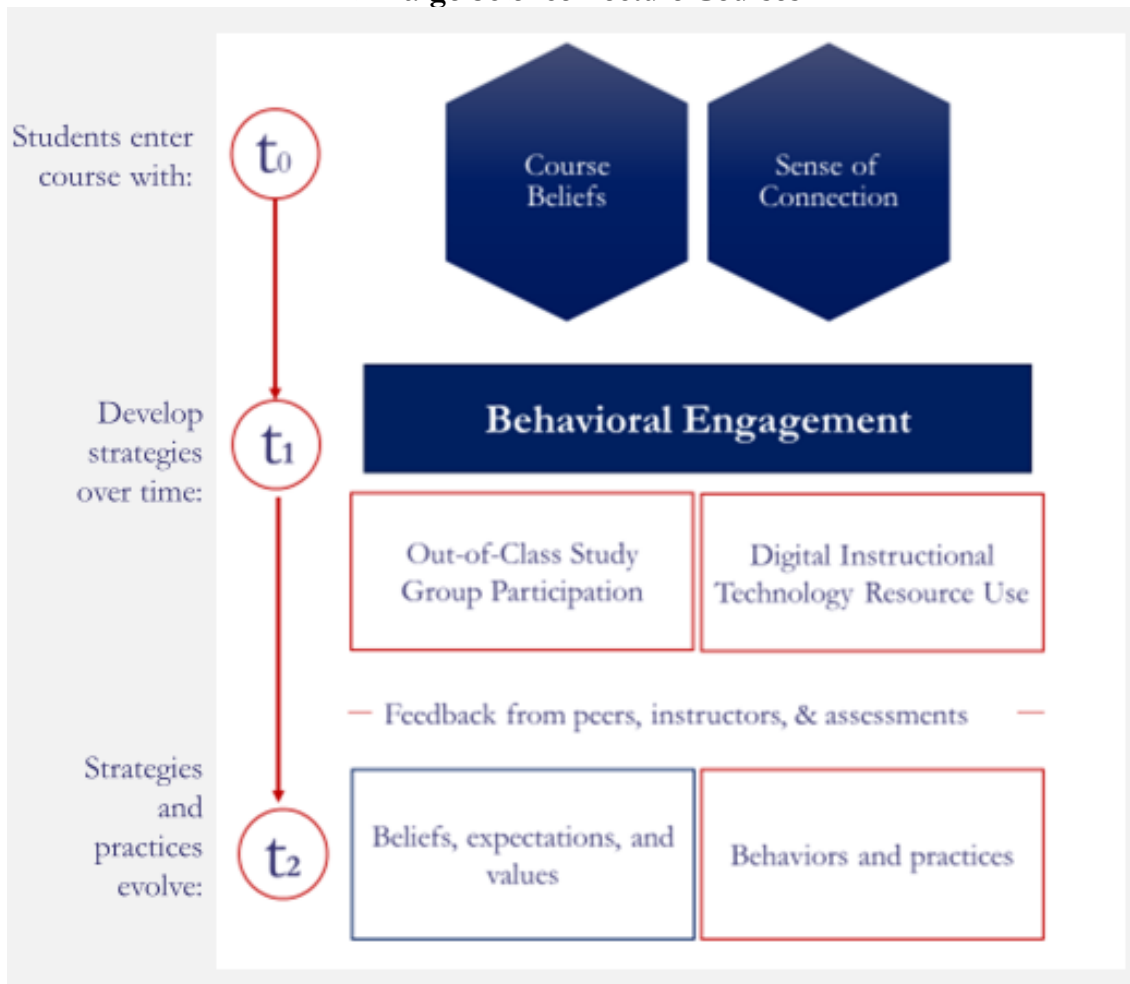 Students enter
course with:
t0
Course
Beliefs
Sense of
Connection
Develop
strategies
over time:
t1
Behavioral Engagement
Out-of-Class Study
Group Participation
Digital Instructional
Technology Resource Use
Feedback from peers, instructors, & assessments
Strategies
and
practices
evolve:
t2
Beliefs, expectations, and
values
Behaviors and practices